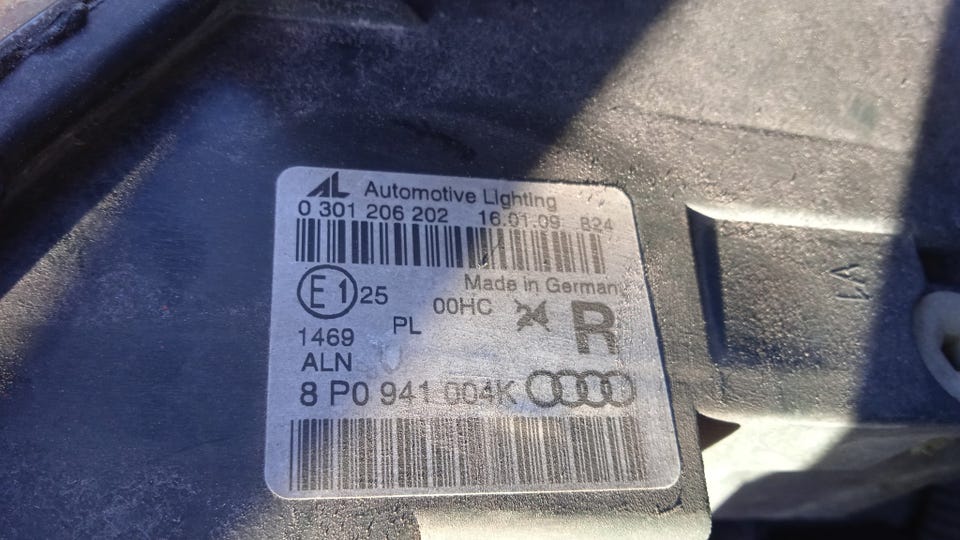 AL Automotive Lighting
0 301 206 202 16.01.09 824
Made in Germany
E1 25 00HC 24 R
1469 PL
ALN
8 P0 941 004K